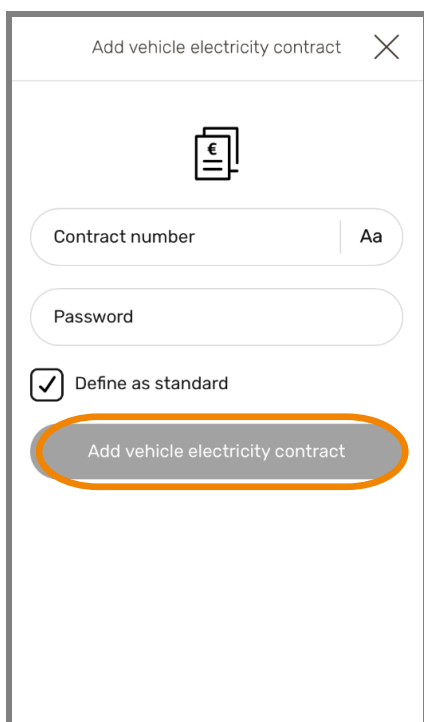 Add vehicle electricity contract
€
Contract number
Aa
Password
Define as standard
Add vehicle electricity contract